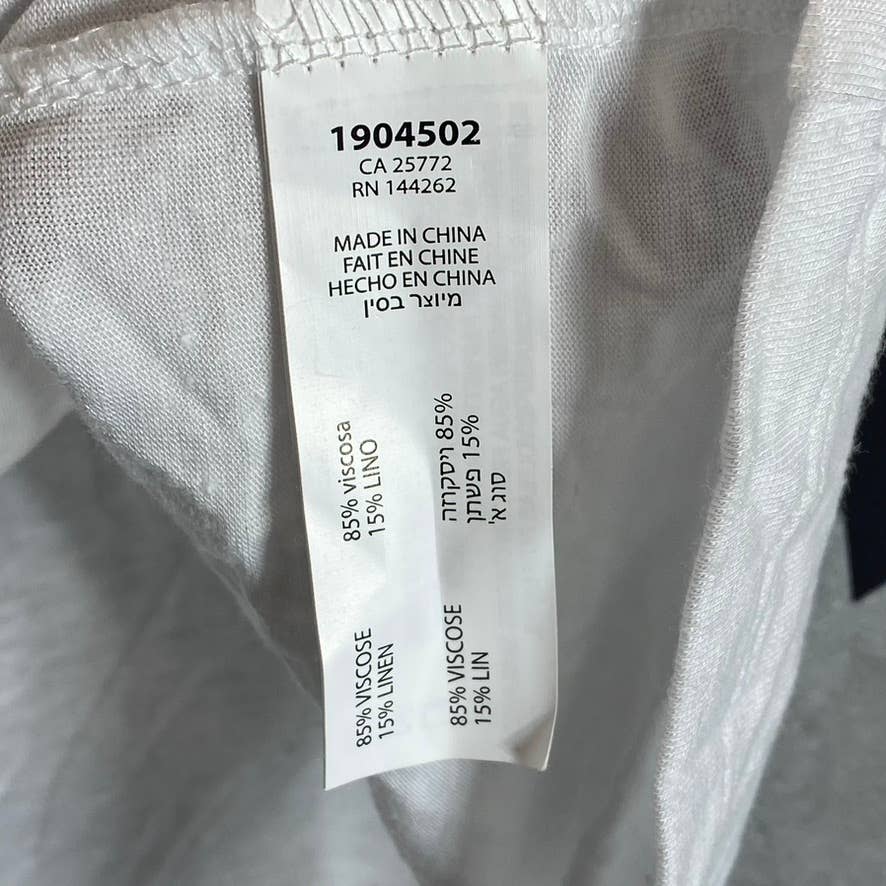 1904502
CA 25772
RN 144262
MADE IN CHINA
FAIT EN CHINE
HECHO EN CHINA
מיוצר בסין
85% viscosa
15% LINO
85% ויסקוזה
15% פשתן
סוג א'
85% VISCOSE
15% LINEN
85% VISCOSE
15% LIN